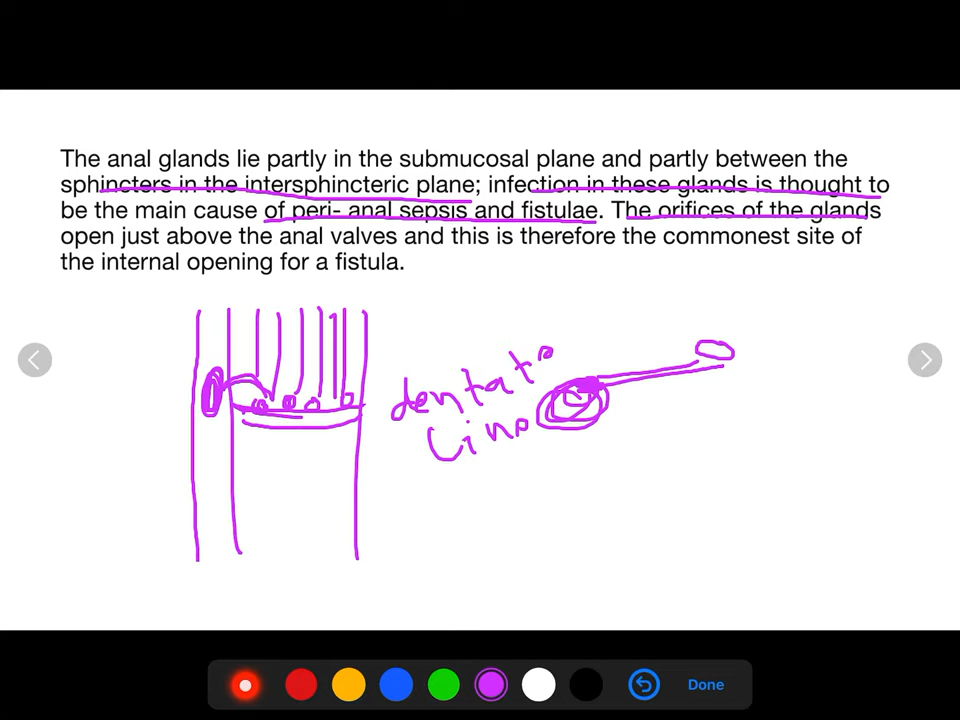 The anal glands lie partly in the submucosal plane and partly between the
sphincters in the intersphincteric plane; infection in these glands is thought to
be the main cause of peri- anal sepsis and fistulae. The orifices of the glands
open just above the anal valves and this is therefore the commonest site of
the internal opening for a fistula.
dentate
Line
Done